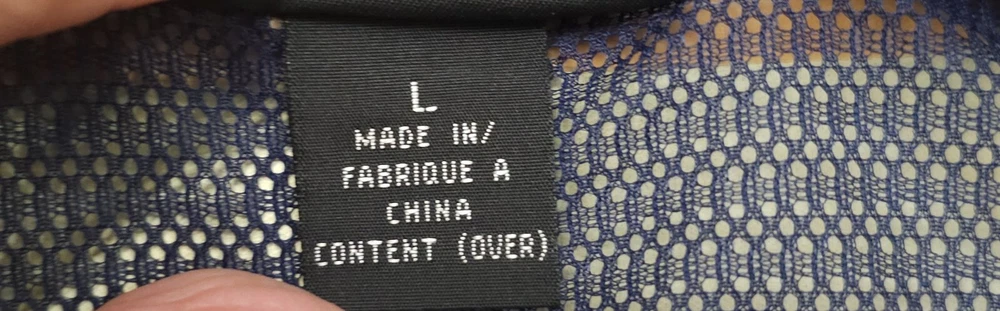 L
MADE IN/
FABRIQUE A
CHINA
CONTENT (OVER)